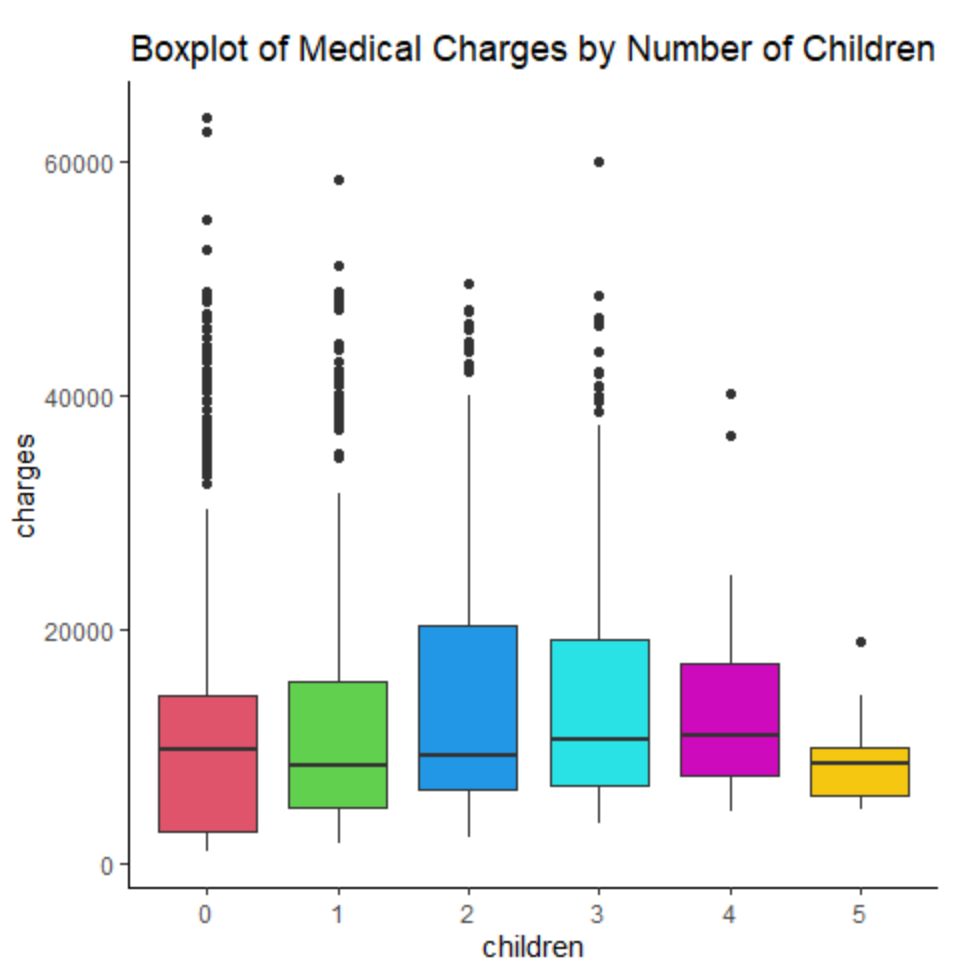 Boxplot of Medical Charges by Number of Children
60000
40000
20000
0
charges
0 1 2 3 4 5
children